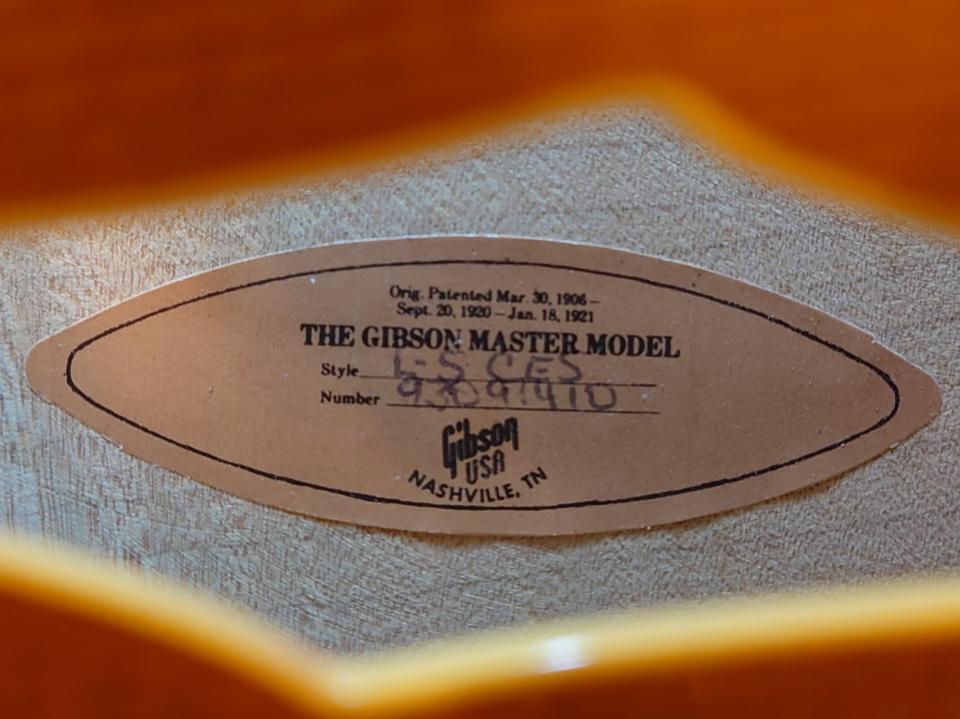 Orig. Patented Mar. 30, 1906 –
Sept. 20, 1920 – Jan. 18, 1921
THE GIBSON MASTER MODEL
Style L-5 CES
Number 93091410
Gibson
USA
NASHVILLE, TN